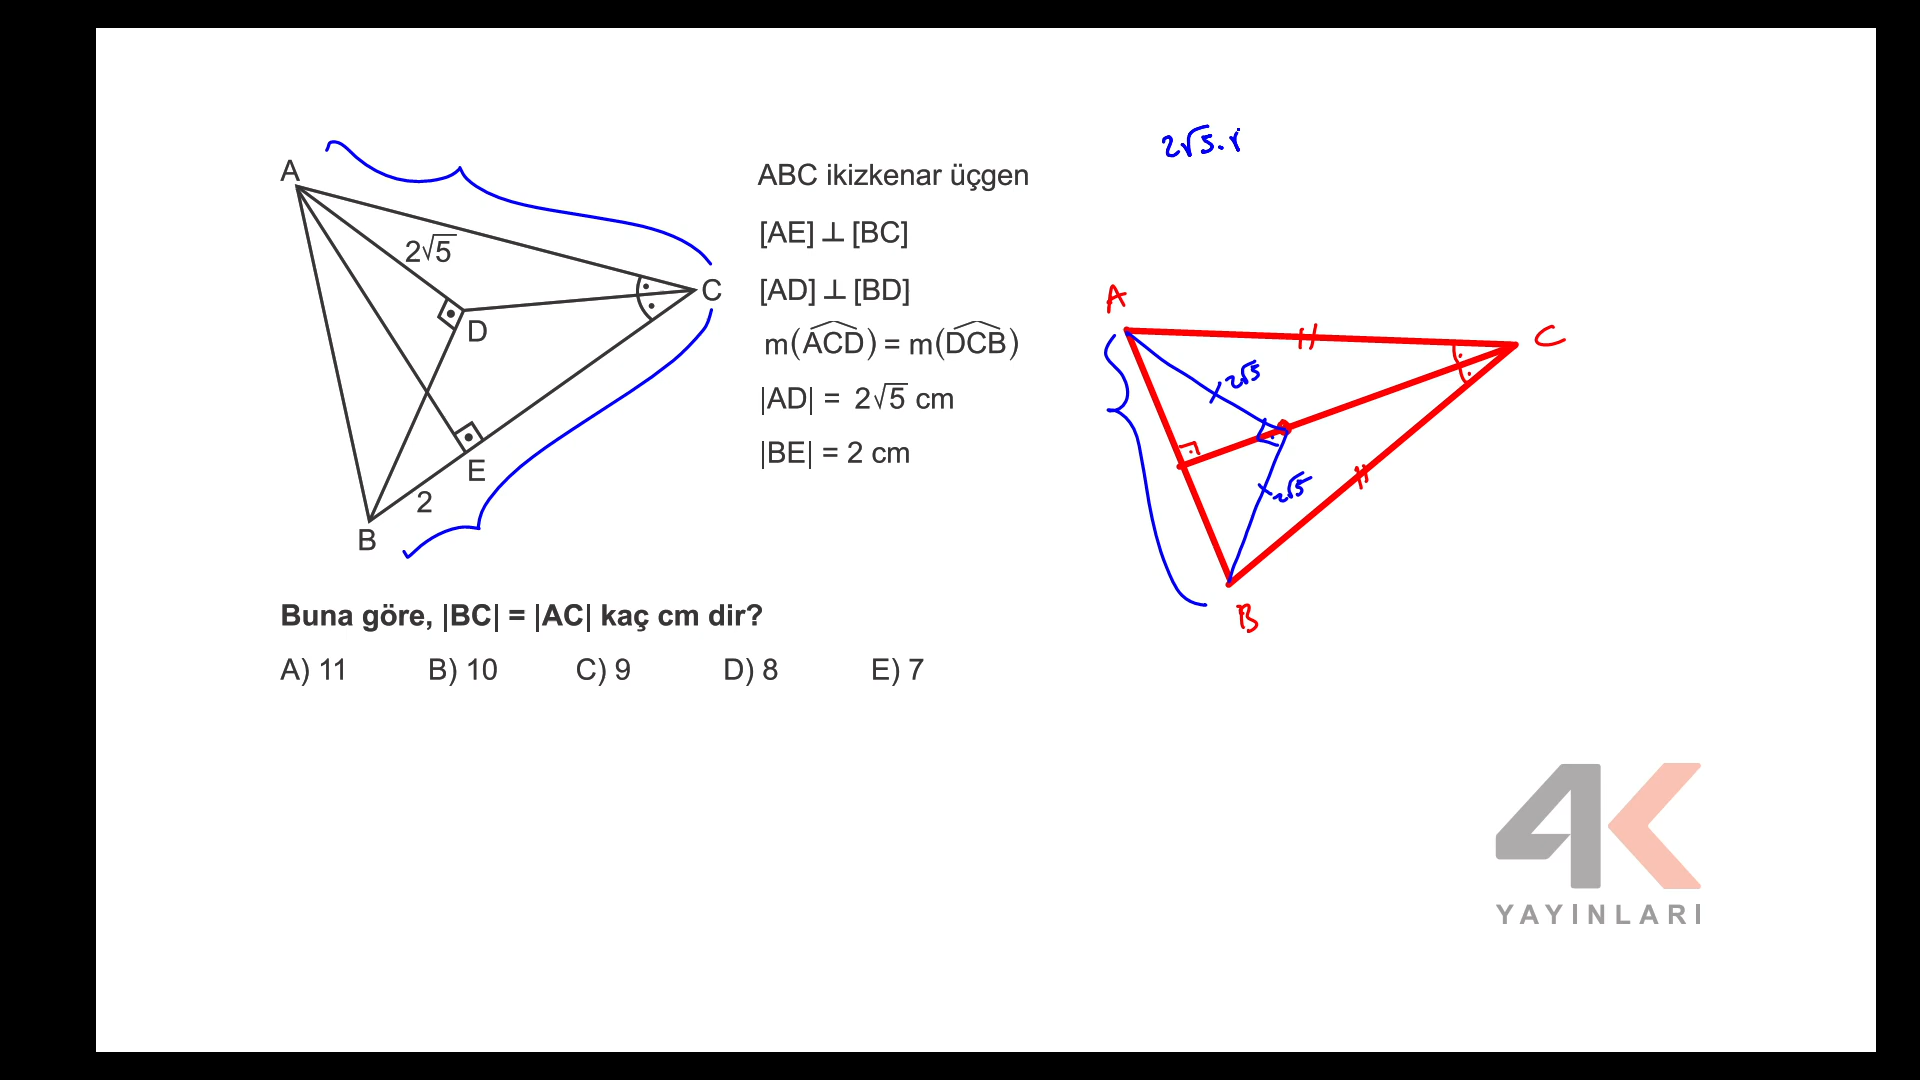 2√5.
A
2√5
C
D
E
2
B
ABC ikizkenar üçgen
[AE] ⊥ [BC]
[AD] ⊥ [BD]
m(ACD) = m(DCB)
|AD| = 2√5 cm
|BE| = 2 cm
A
C
2√5
2√5
B
Buna göre, |BC| = |AC| kaç cm dir?
A) 11 B) 10 C) 9 D) 8 E) 7
4K
YAYINLARI